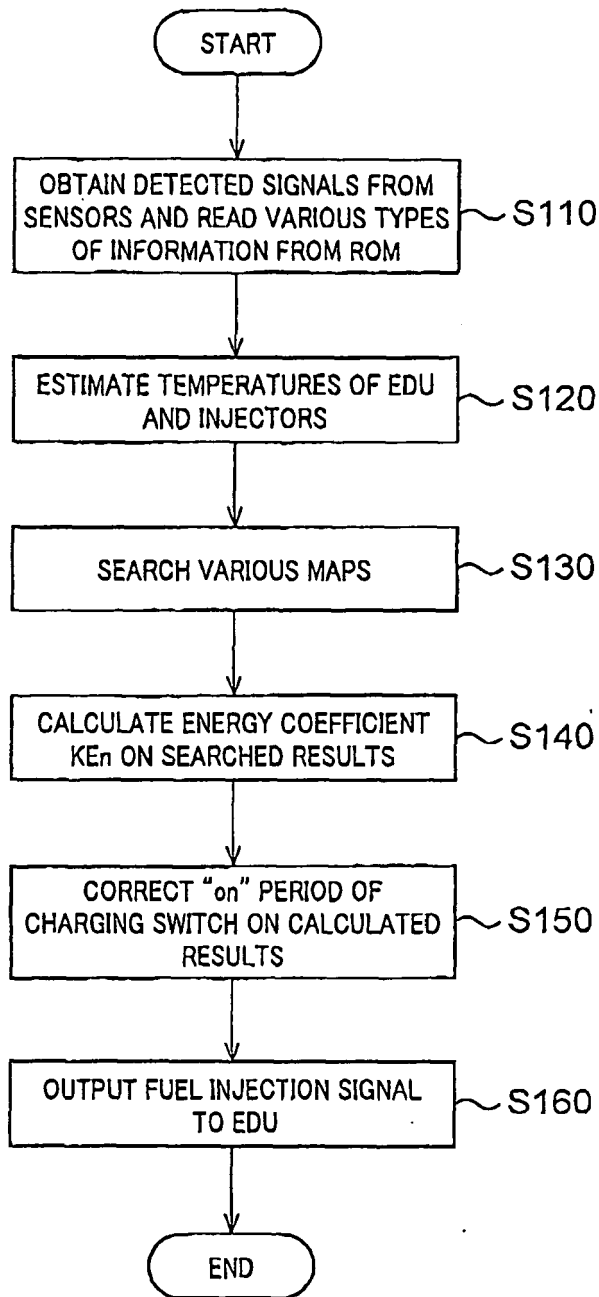 START
OBTAIN DETECTED SIGNALS FROM
SENSORS AND READ VARIOUS TYPES
OF INFORMATION FROM ROM
S110
ESTIMATE TEMPERATURES OF EDU
AND INJECTORS
S120
SEARCH VARIOUS MAPS
S130
CALCULATE ENERGY COEFFICIENT
KEn ON SEARCHED RESULTS
S140
CORRECT "on" PERIOD OF
CHARGING SWITCH ON CALCULATED
RESULTS
S150
OUTPUT FUEL INJECTION SIGNAL
TO EDU
S160
END